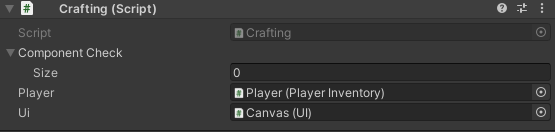 Crafting (Script)
Script Crafting
Component Check
Size 0
Player Player (Player Inventory)
Ui Canvas (UI)